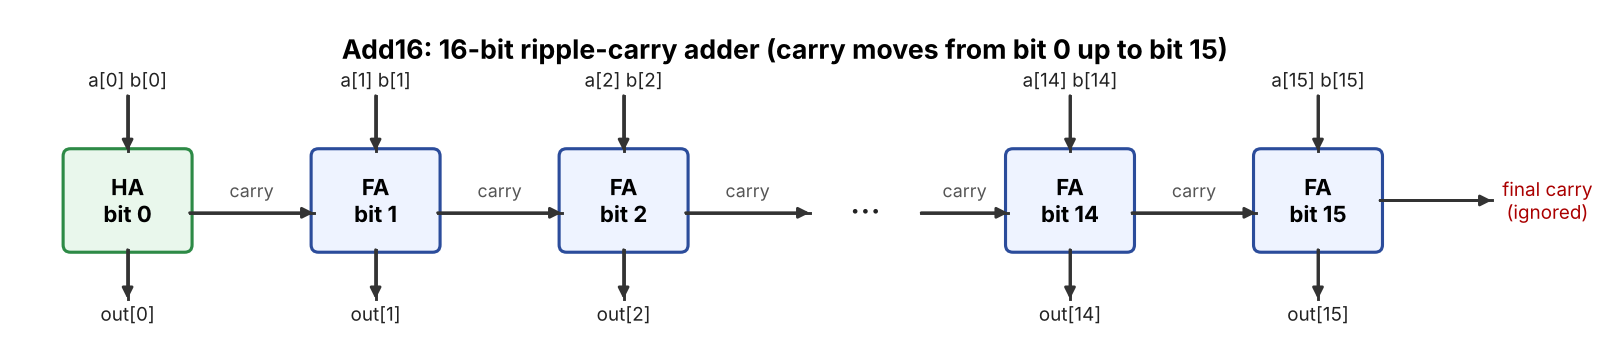 Add16: 16-bit ripple-carry adder (carry moves from bit 0 up to bit 15)
a[0] b[0]
a[1] b[1]
a[2] b[2]
a[14] b[14]
a[15] b[15]
HA
bit 0
carry
FA
bit 1
carry
FA
bit 2
carry
...
carry
FA
bit 14
carry
FA
bit 15
final carry
(ignored)
out[0]
out[1]
out[2]
out[14]
out[15]